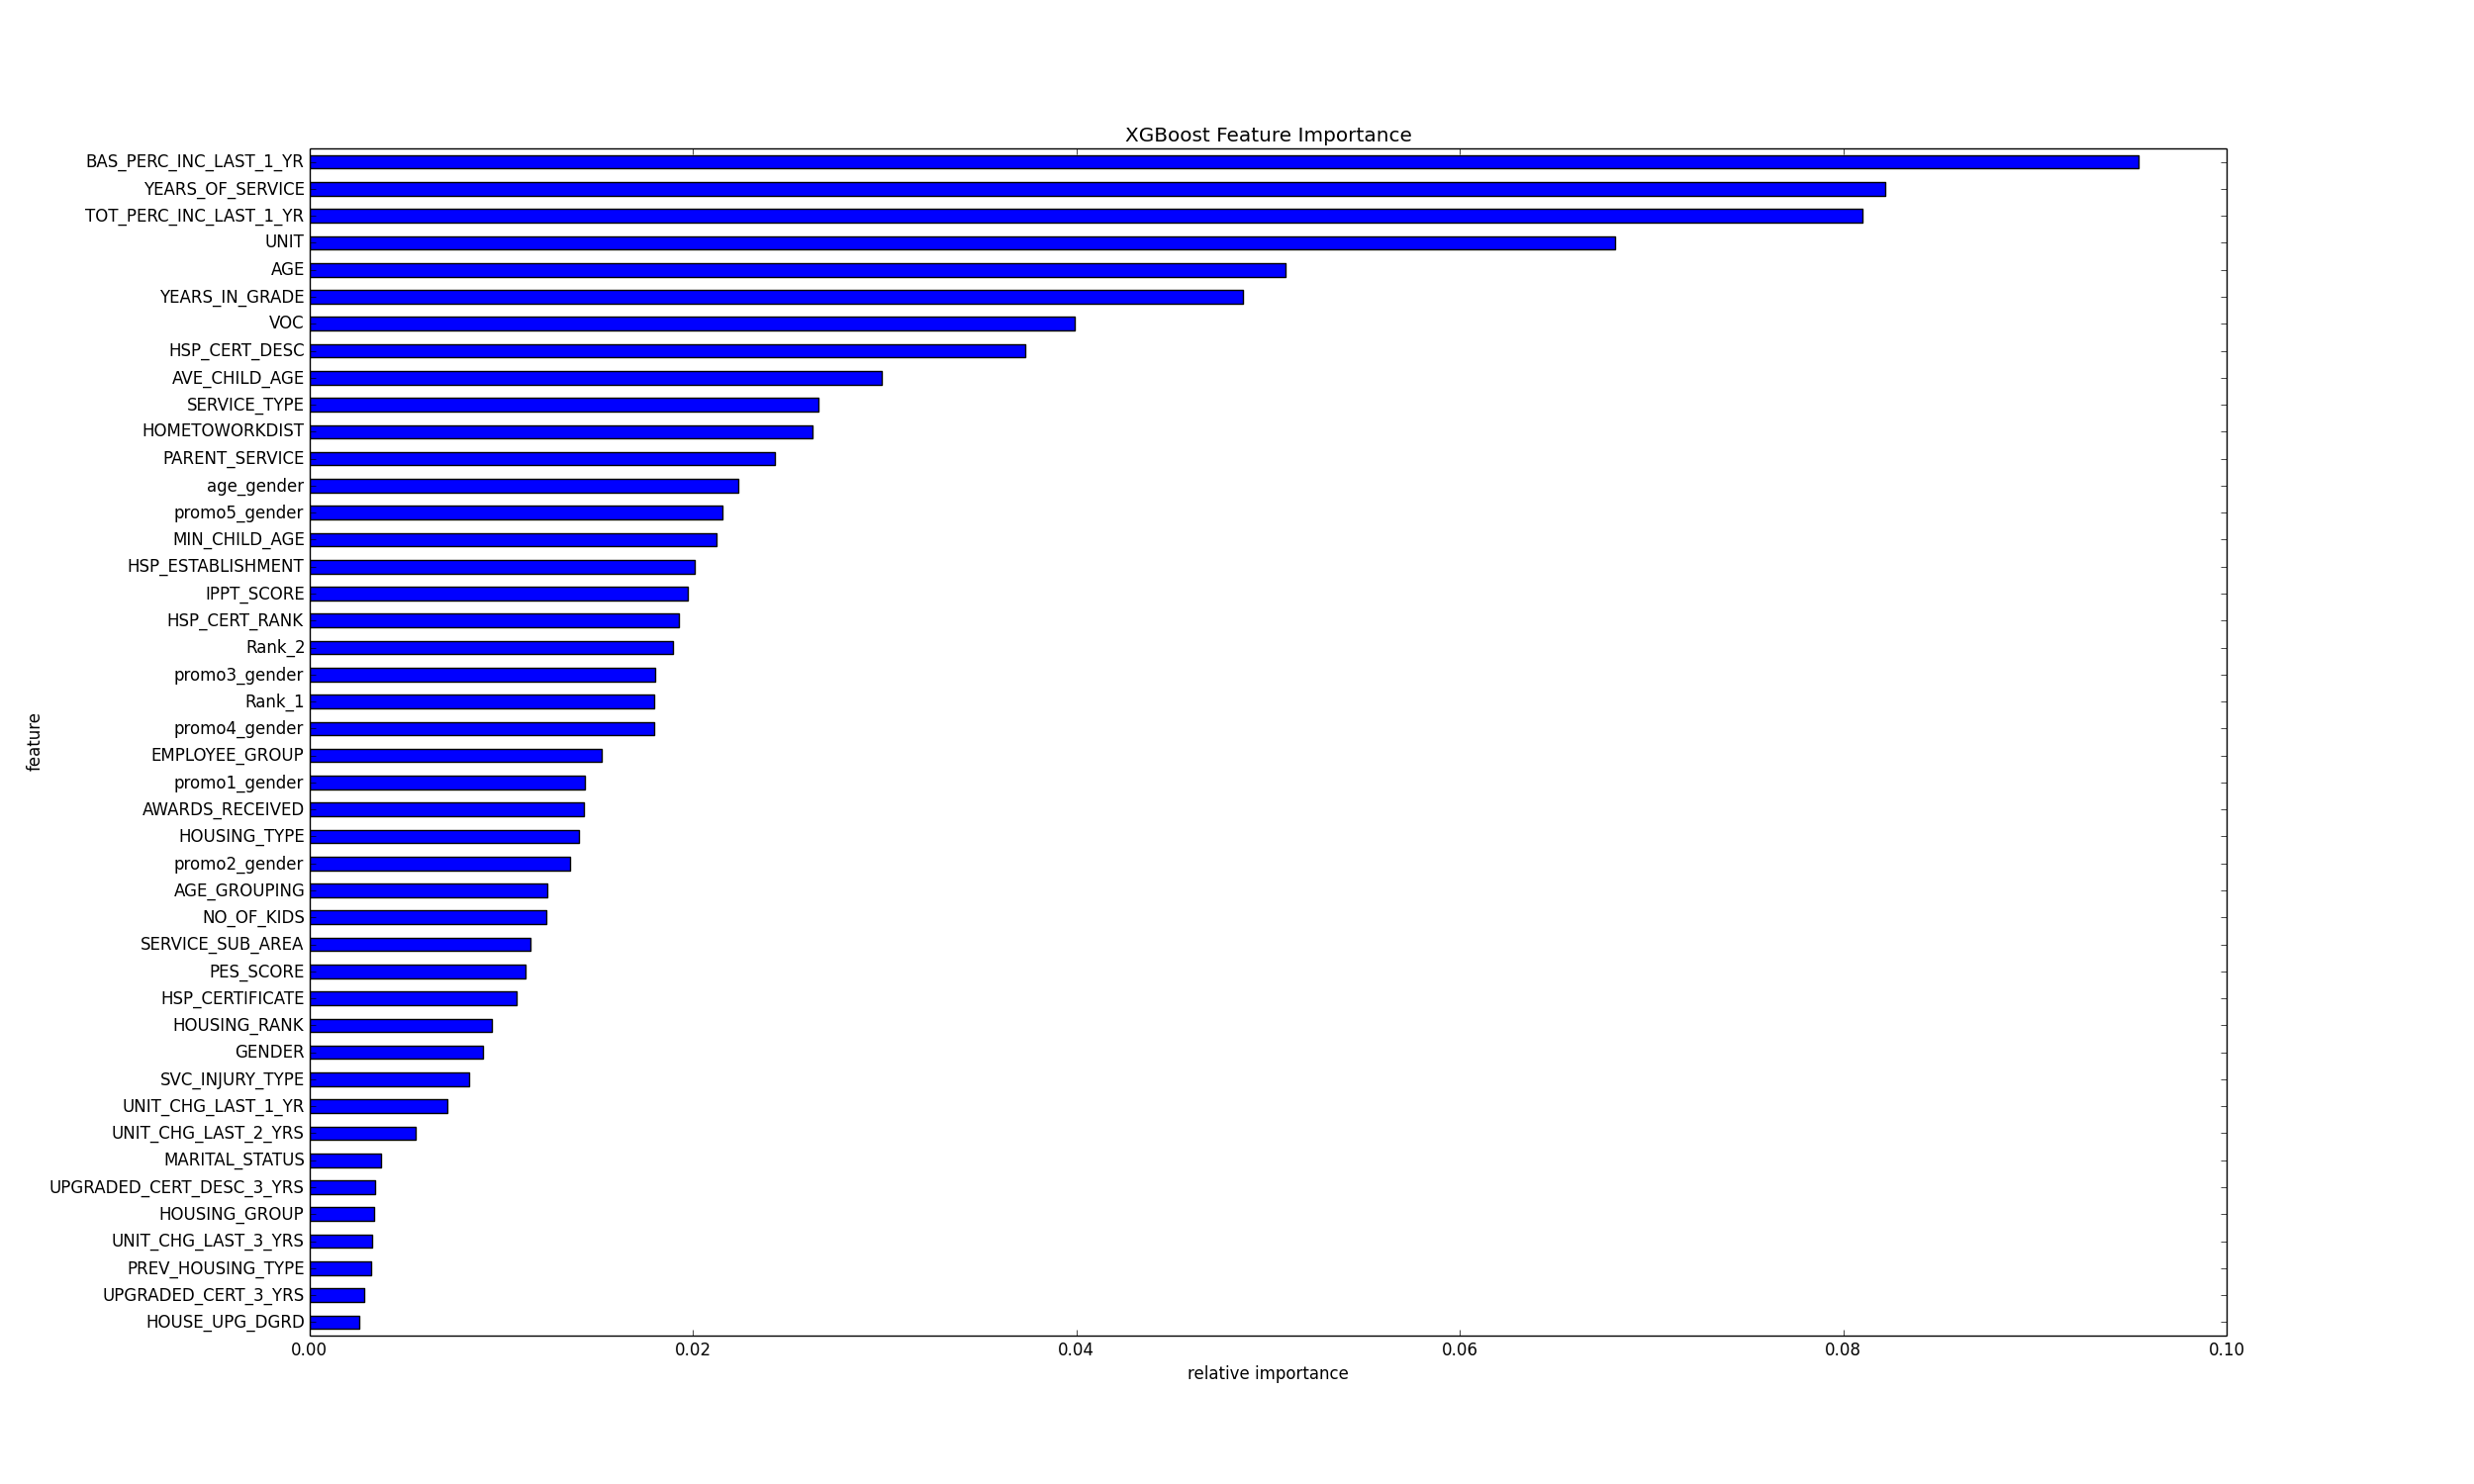 XGBoost Feature Importance
BAS_PERC_INC_LAST_1_YR
YEARS_OF_SERVICE
TOT_PERC_INC_LAST_1_YR
UNIT
AGE
YEARS_IN_GRADE
VOC
HSP_CERT_DESC
AVE_CHILD_AGE
SERVICE_TYPE
HOMETOWORKDIST
PARENT_SERVICE
age_gender
promo5_gender
MIN_CHILD_AGE
HSP_ESTABLISHMENT
IPPT_SCORE
HSP_CERT_RANK
Rank_2
promo3_gender
Rank_1
promo4_gender
EMPLOYEE_GROUP
promo1_gender
AWARDS_RECEIVED
HOUSING_TYPE
promo2_gender
AGE_GROUPING
NO_OF_KIDS
SERVICE_SUB_AREA
PES_SCORE
HSP_CERTIFICATE
HOUSING_RANK
GENDER
SVC_INJURY_TYPE
UNIT_CHG_LAST_1_YR
UNIT_CHG_LAST_2_YRS
MARITAL_STATUS
UPGRADED_CERT_DESC_3_YRS
HOUSING_GROUP
UNIT_CHG_LAST_3_YRS
PREV_HOUSING_TYPE
UPGRADED_CERT_3_YRS
HOUSE_UPG_DGRD
feature
0.00 0.02 0.04 0.06 0.08 0.10
relative importance